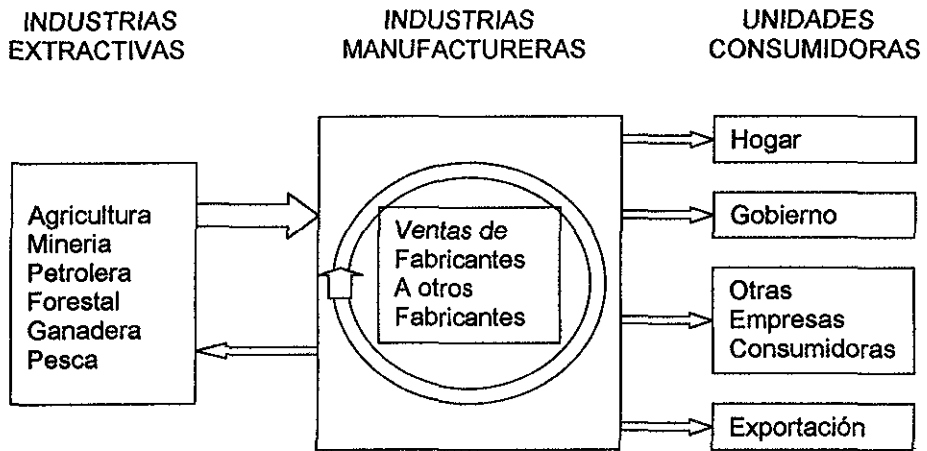 INDUSTRIAS
EXTRACTIVAS
INDUSTRIAS
MANUFACTURERAS
UNIDADES
CONSUMIDORAS
Agricultura
Mineria
Petrolera
Forestal
Ganadera
Pesca
Ventas de
Fabricantes
A otros
Fabricantes
Hogar
Gobierno
Otras
Empresas
Consumidoras
Exportación